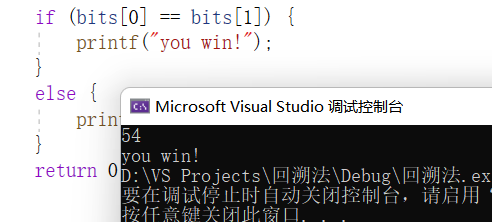 if (bits[0] == bits[1]) {
printf("you win!");
}
else {
Microsoft Visual Studio 调试控制台
}
return 0
54
you win!
D:\VS Projects\回溯法\Debug\回溯法.ex
要在调试停止时自动关闭控制台，请启用“
按任意键关闭此窗口. . .